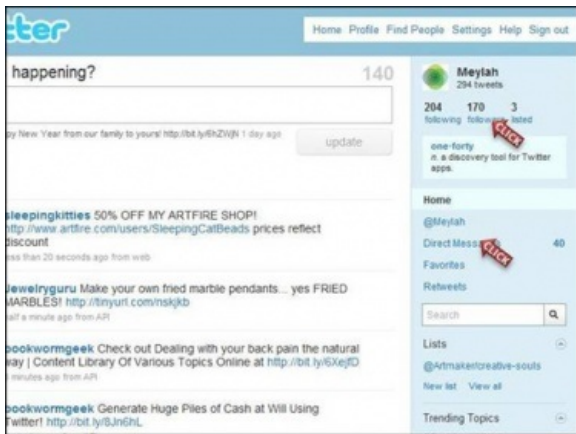 tter
Home Profile Find People Settings Help Sign out
happening?
140
Meylah
294 tweets
204 170 3
following followers listed
py New Year from our family to yours! http://bit.ly/6hZWjN 1 day ago
update
CLICK
one-forty
n. a discovery tool for Twitter
apps.
Home
@Meylah
sleepingkitties 50% OFF MY ARTFIRE SHOP!
http://www.artfire.com/users/SleepingCatBeads prices reflect
discount
ess than 20 seconds ago from web
Direct Mess
CLICK
40
Favorites
Retweets
Jewelryguru Make your own fried marble pendants... yes FRIED
MARBLES! http://tinyurl.com/nskjkb
half a minute ago from API
Search
Lists
@Artmaker/creative-souls
New list View all
bookwormgeek Check out Dealing with your back pain the natural
way | Content Library Of Various Topics Online at http://bit.ly/6XejfD
minutes ago from API
bookwormgeek Generate Huge Piles of Cash at Will Using
Twitter! http://bit.ly/8Jn6hL
Trending Topics